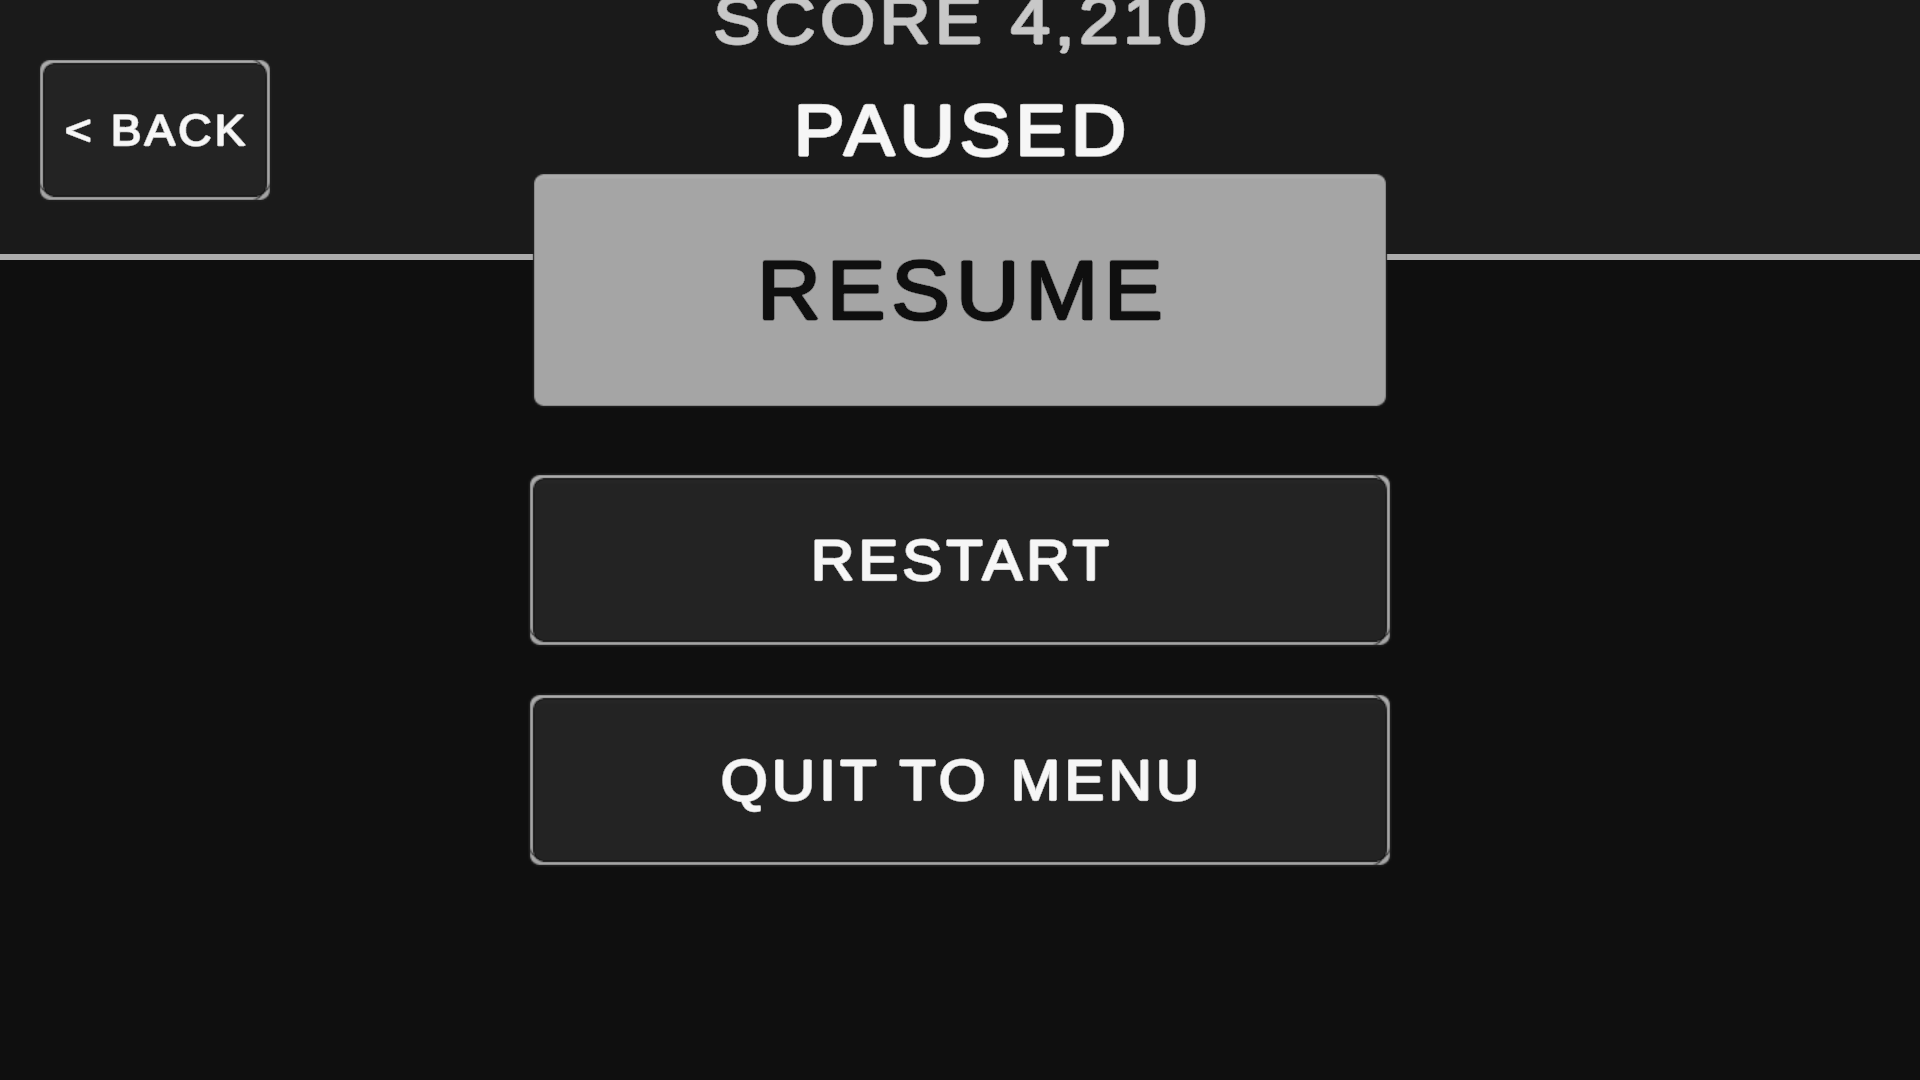 SCORE 4,210
< BACK
PAUSED
RESUME
RESTART
QUIT TO MENU